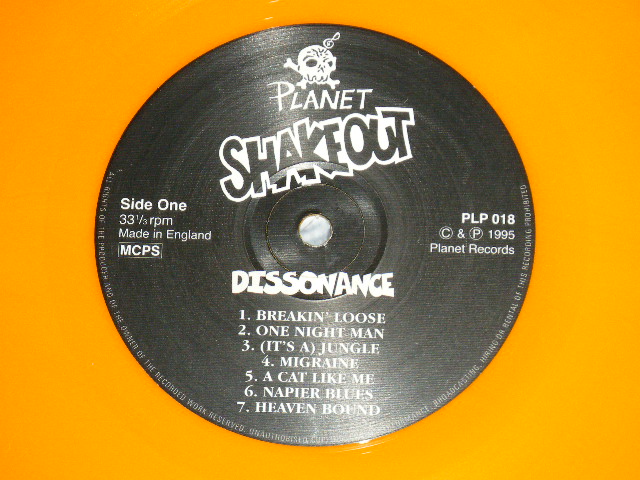 PLANET
SHAKEOUT
Side One
33⅓ rpm
Made in England
MCPS
PLP 018
© & ℗ 1995
Planet Records
DISSONANCE
1. BREAKIN' LOOSE
2. ONE NIGHT MAN
3. (IT'S A) JUNGLE
4. MIGRAINE
5. A CAT LIKE ME
6. NAPIER BLUES
7. HEAVEN BOUND
ALL RIGHTS OF THE PRODUCER AND OF THE OWNER OF THE RECORDED WORK RESERVED. UNAUTHORISED BROADCASTING, HIRING OR RENTAL OF THIS RECORDING PROHIBITED